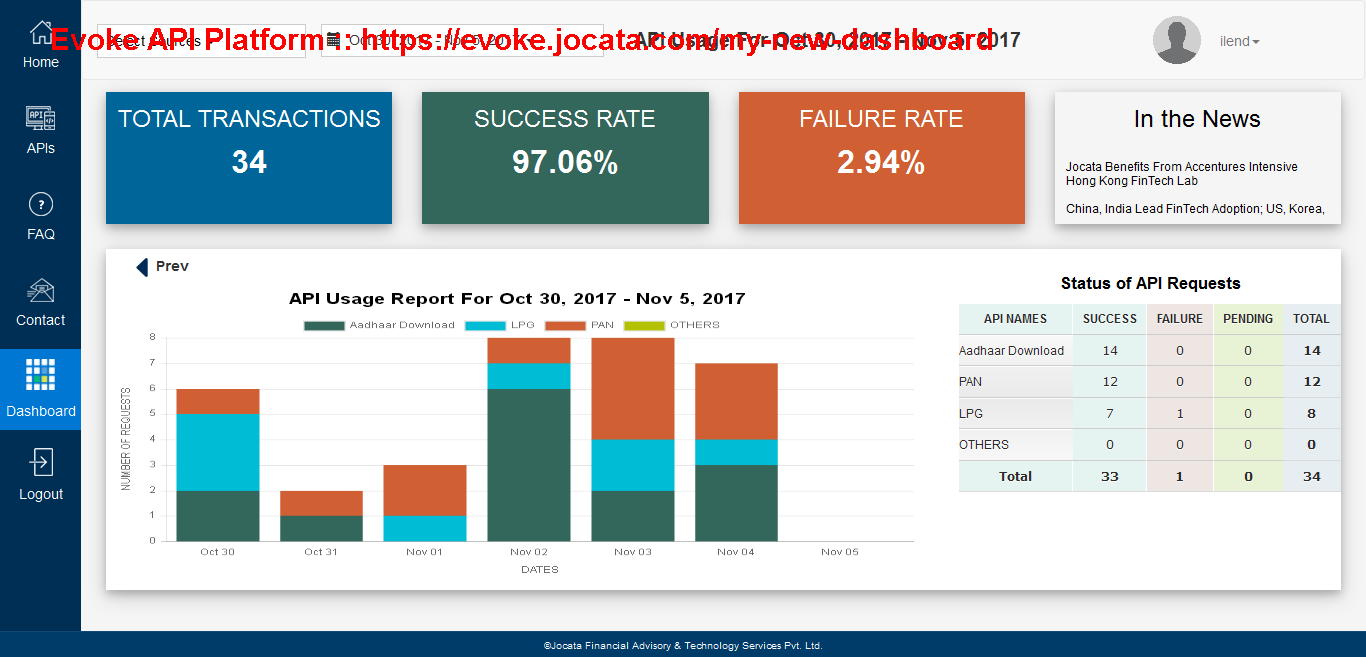 Evoke API Platform : https://evoke.jocata.com/my-new-dashboard
Select Sources
API Usage For Oct 30, 2017 - Nov 5, 2017
ilend
Home
APIs
FAQ
Contact
Dashboard
Logout
TOTAL TRANSACTIONS
34
SUCCESS RATE
97.06%
FAILURE RATE
2.94%
In the News
Jocata Benefits From Accentures Intensive
Hong Kong FinTech Lab
China, India Lead FinTech Adoption; US, Korea,
Prev
API Usage Report For Oct 30, 2017 - Nov 5, 2017
Aadhaar Download LPG PAN OTHERS
NUMBER OF REQUESTS
8
7
6
5
4
3
2
1
0
Oct 30 Oct 31 Nov 01 Nov 02 Nov 03 Nov 04 Nov 05
DATES
Status of API Requests
API NAMES SUCCESS FAILURE PENDING TOTAL
Aadhaar Download 14 0 0 14
PAN 12 0 0 12
LPG 7 1 0 8
OTHERS 0 0 0 0
Total 33 1 0 34
©Jocata Financial Advisory & Technology Services Pvt. Ltd.